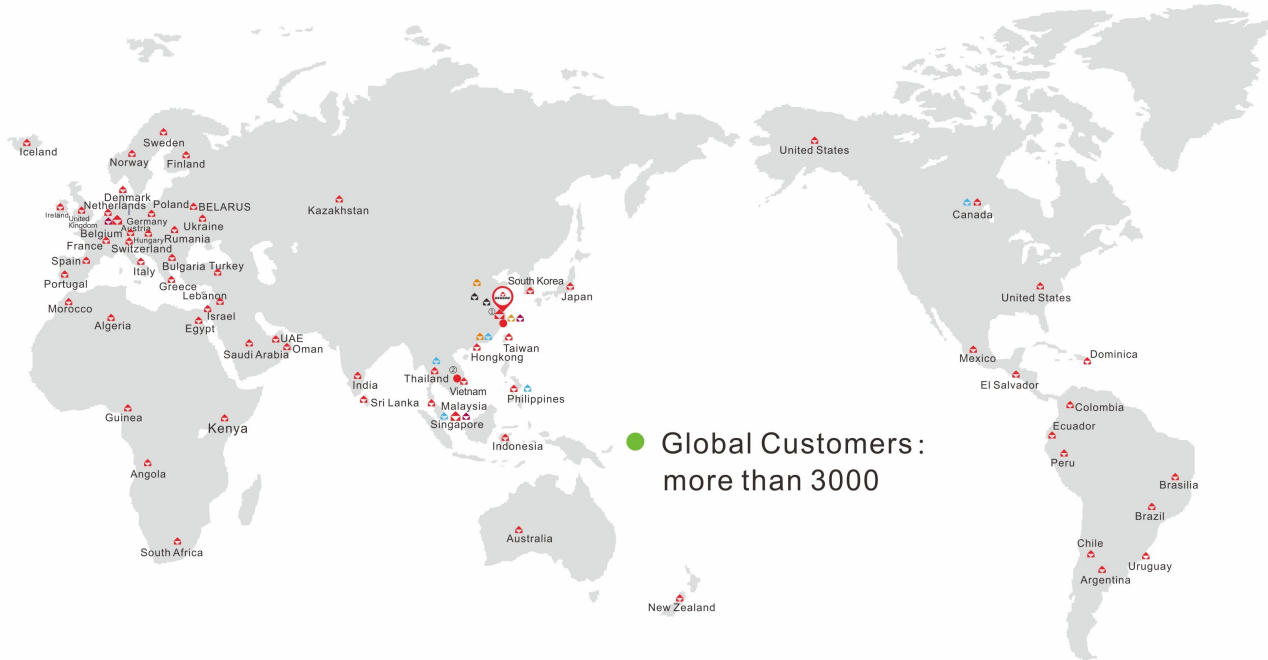 Iceland
Sweden
Norway
Finland
Denmark
Netherlands
Poland
BELARUS
Ireland
United
Kingdom
Germany
Ukraine
Austria
Belgium
Hungary
Rumania
France
Switzerland
Spain
Italy
Bulgaria
Turkey
Portugal
Greece
Morocco
Lebanon
Algeria
Israel
Egypt
UAE
Oman
Saudi Arabia
Guinea
Kenya
Angola
South Africa
Kazakhstan
South Korea
Japan
①
Taiwan
Hongkong
②
Thailand
India
Vietnam
Sri Lanka
Malaysia
Philippines
Singapore
Indonesia
Australia
New Zealand
Global Customers:
more than 3000
United States
Canada
United States
Mexico
Dominica
El Salvador
Colombia
Ecuador
Peru
Brasilia
Brazil
Chile
Uruguay
Argentina